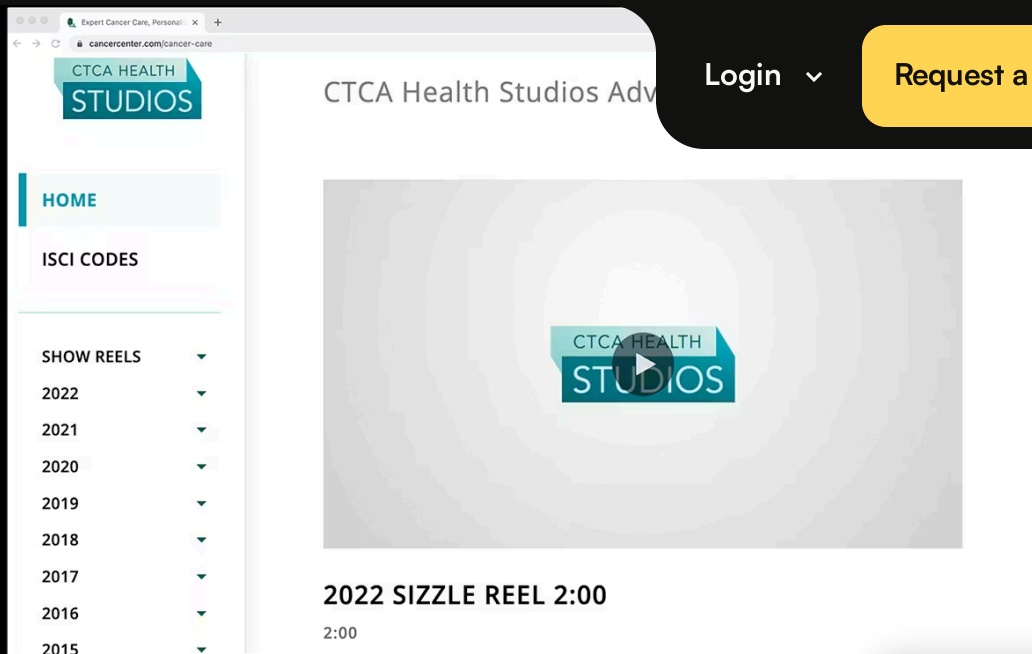 Expert Cancer Care, Personali
cancercenter.com/cancer-care
Login
Request a
CTCA HEALTH
STUDIOS
CTCA Health Studios Adv
HOME
ISCI CODES
SHOW REELS
2022
2021
2020
2019
2018
2017
2016
2015
CTCA HEALTH
STUDIOS
2022 SIZZLE REEL 2:00
2:00